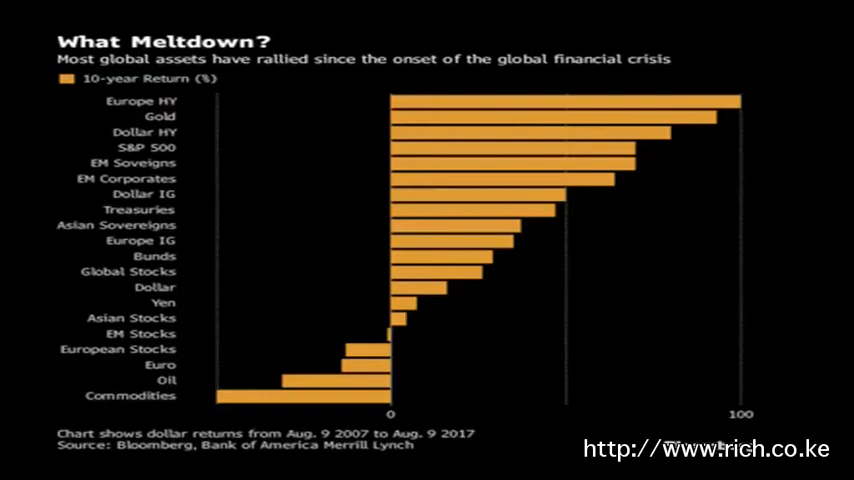 What Meltdown?
Most global assets have rallied since the onset of the global financial crisis
10-year Return (%)
Europe HY
Gold
Dollar HY
S&P 500
EM Soveigns
EM Corporates
Dollar IG
Treasuries
Asian Sovereigns
Europe IG
Bunds
Global Stocks
Dollar
Yen
Asian Stocks
EM Stocks
European Stocks
Euro
Oil
Commodities
0 100
Chart shows dollar returns from Aug. 9 2007 to Aug. 9 2017
Source: Bloomberg, Bank of America Merrill Lynch
http://www.rich.co.ke